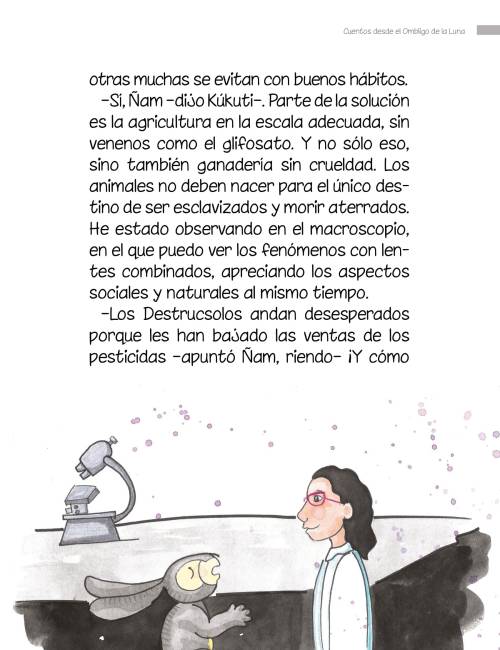 Cuentos desde el Ombligo de la Luna
otras muchas se evitan con buenos hábitos.
–Sí, Ñam –dijo Kúkuti–. Parte de la solución
es la agricultura en la escala adecuada, sin
venenos como el glifosato. Y no sólo eso,
sino también ganadería sin crueldad. Los
animales no deben nacer para el único des-
tino de ser esclavizados y morir aterrados.
He estado observando en el macroscopio,
en el que puedo ver los fenómenos con len-
tes combinados, apreciando los aspectos
sociales y naturales al mismo tiempo.
–Los Destrucsolos andan desesperados
porque les han bajado las ventas de los
pesticidas –apuntó Ñam, riendo– ¡Y cómo